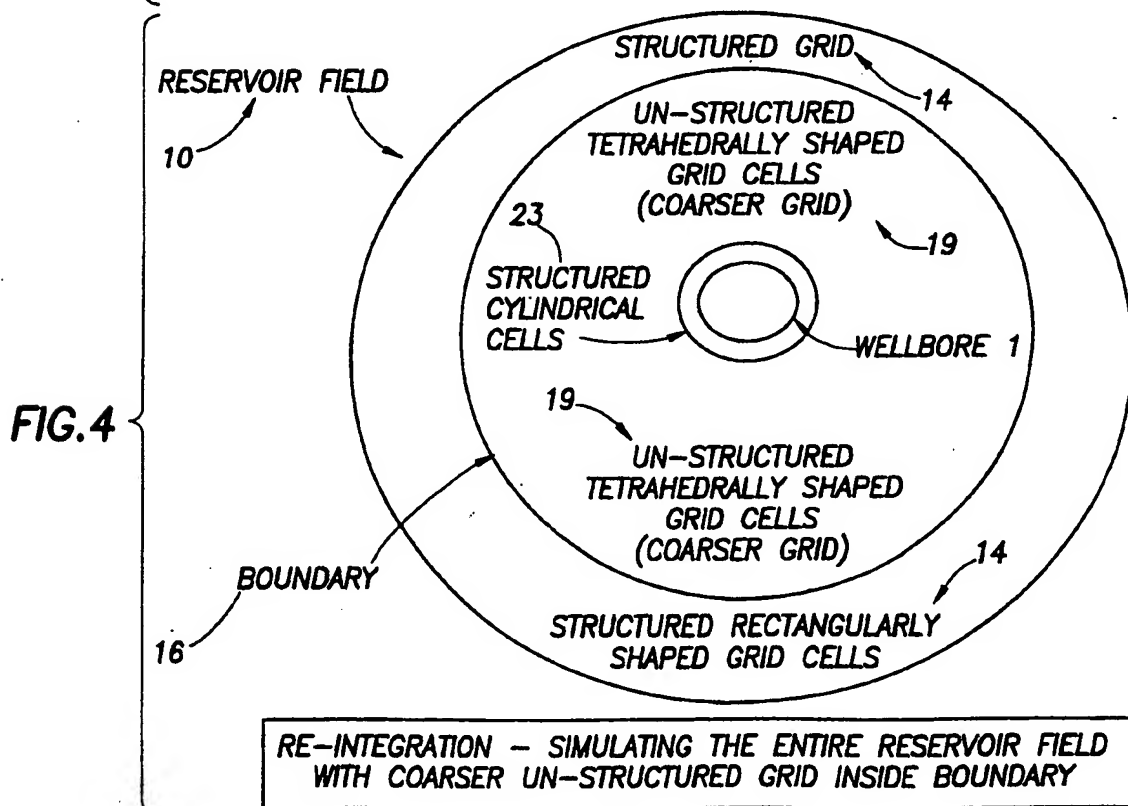 STRUCTURED GRID
14
RESERVOIR FIELD
10
UN-STRUCTURED
TETRAHEDRALLY SHAPED
GRID CELLS
(COARSER GRID)
19
23
STRUCTURED
CYLINDRICAL
CELLS
WELLBORE 1
FIG.4
19
UN-STRUCTURED
TETRAHEDRALLY SHAPED
GRID CELLS
(COARSER GRID)
14
BOUNDARY
16
STRUCTURED RECTANGULARLY
SHAPED GRID CELLS
RE-INTEGRATION - SIMULATING THE ENTIRE RESERVOIR FIELD
WITH COARSER UN-STRUCTURED GRID INSIDE BOUNDARY